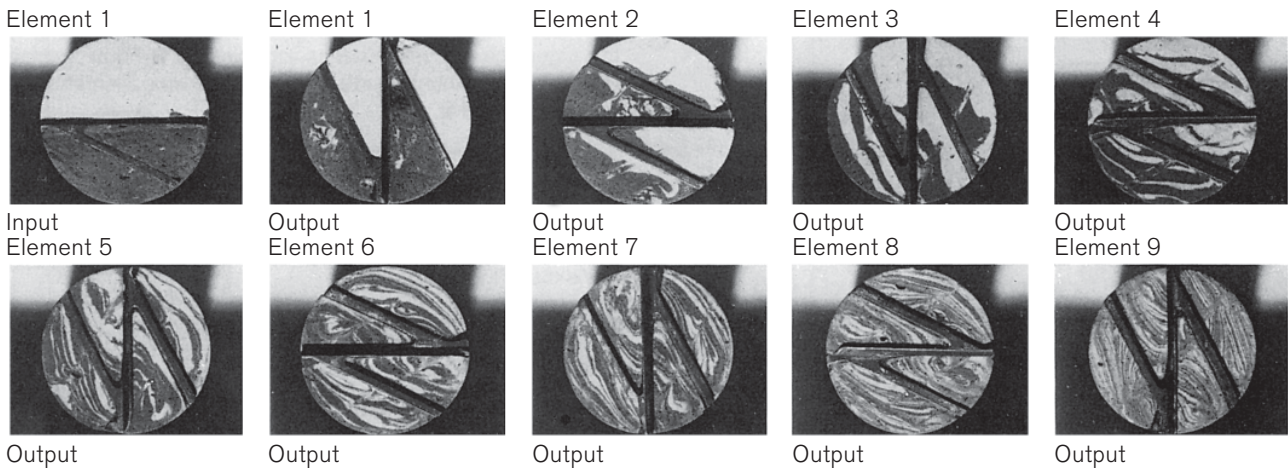 Element 1
Element 1
Element 2
Element 3
Element 4
Input
Output
Output
Output
Output
Element 5
Element 6
Element 7
Element 8
Element 9
Output
Output
Output
Output
Output